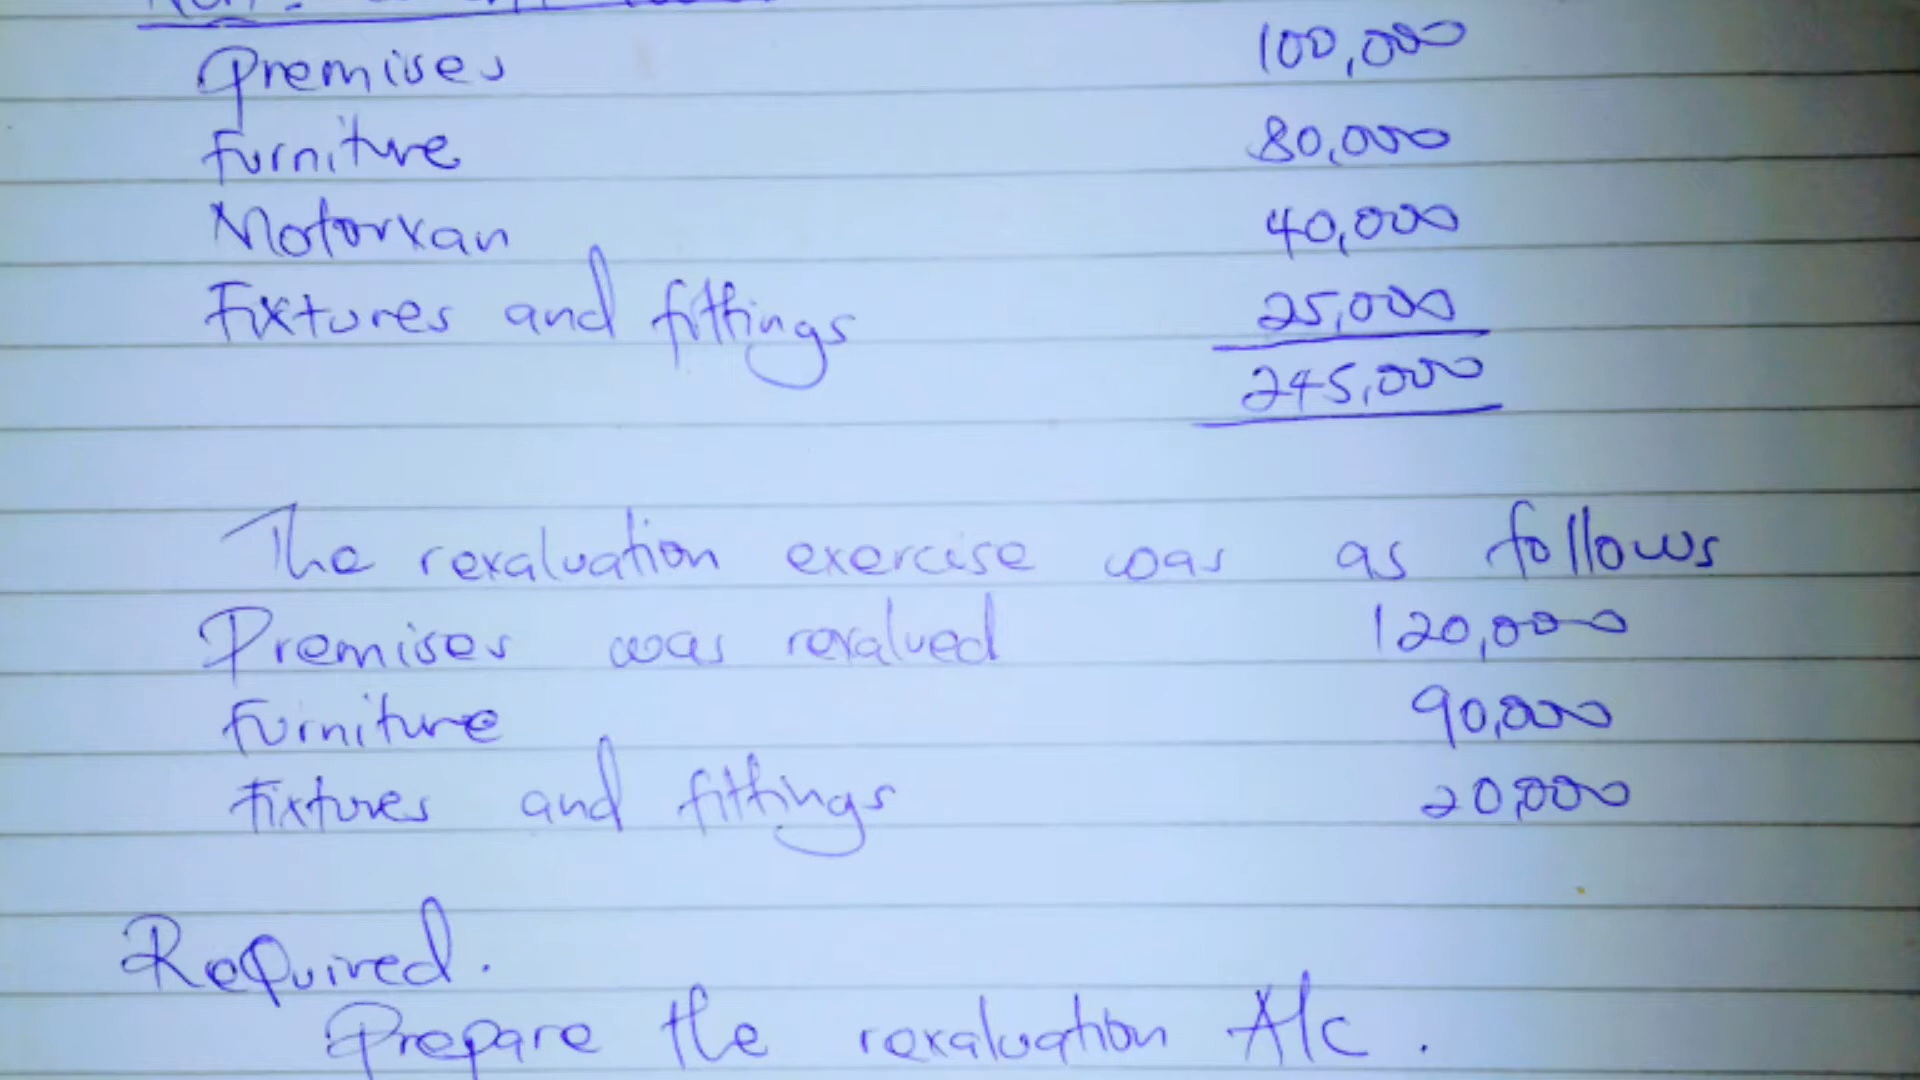 Premises 100,000
Furniture 80,000
Motorvan 40,000
Fixtures and fittings 25,000
245,000
The revaluation exercise was as follows
Premises was revalued 120,000
Furniture 90,000
Fixtures and fittings 20,000
Required.
Prepare the revaluation A/c.